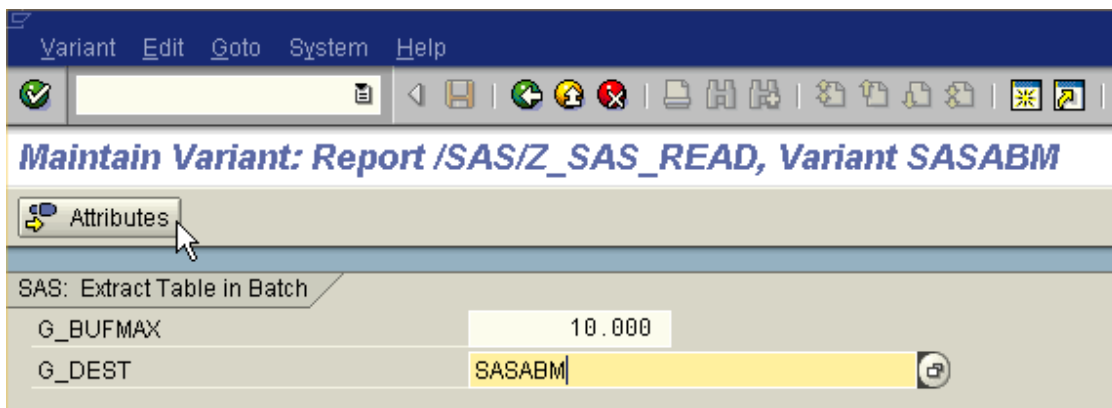 Variant Edit Goto System Help
Maintain Variant: Report /SAS/Z_SAS_READ, Variant SASABM
Attributes
SAS: Extract Table in Batch
G_BUFMAX 10.000
G_DEST SASABM